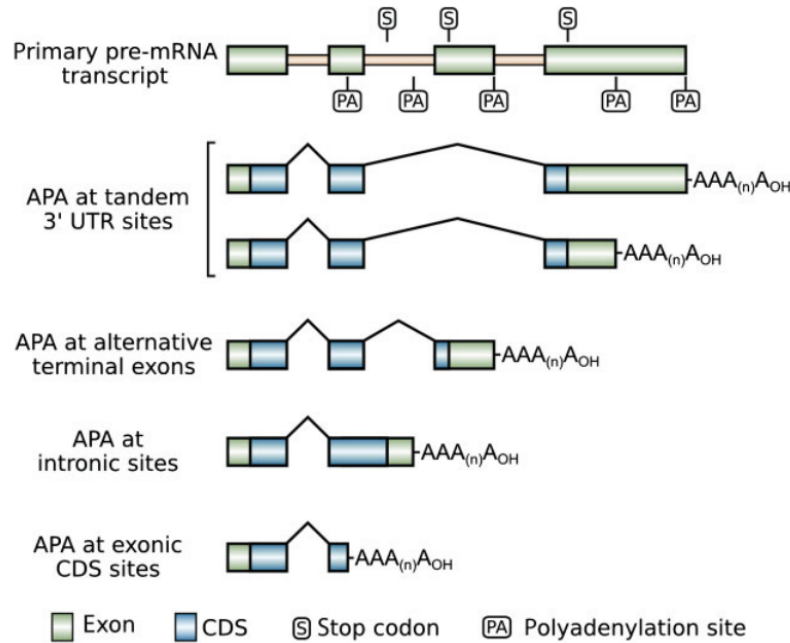 S S S
Primary pre-mRNA
transcript
PA PA PA PA PA
APA at tandem
3' UTR sites
AAA(n)AOH
AAA(n)AOH
APA at alternative
terminal exons
AAA(n)AOH
APA at
intronic sites
AAA(n)AOH
APA at exonic
CDS sites
AAA(n)AOH
Exon CDS S Stop codon PA Polyadenylation site